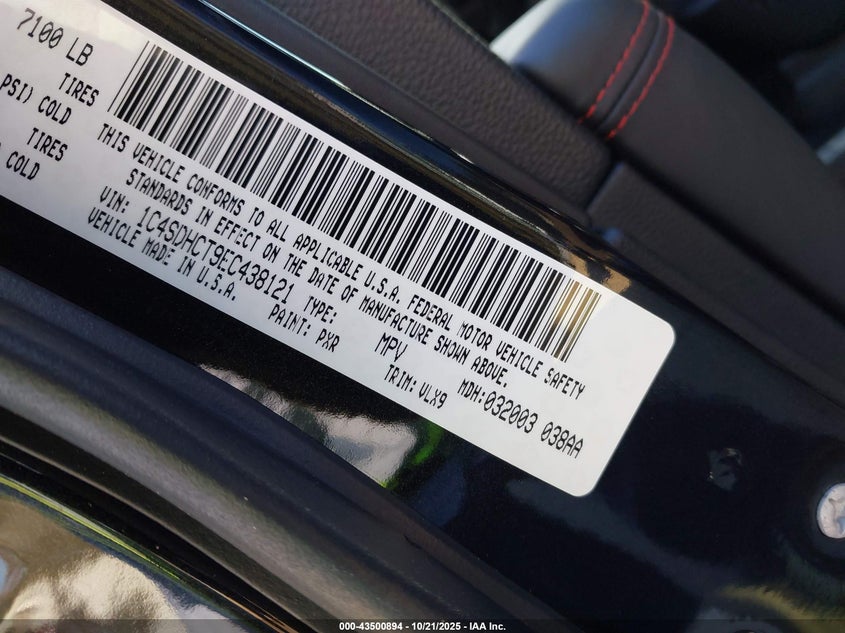 7100 LB
TIRES
PSI) COLD
TIRES
COLD
THIS VEHICLE CONFORMS TO ALL APPLICABLE U.S.A. FEDERAL MOTOR VEHICLE SAFETY
STANDARDS IN EFFECT ON THE DATE OF MANUFACTURE SHOWN ABOVE.
VIN: 1C4SDHCT9EC438121 TYPE: MPV MDH:032003 038AA
VEHICLE MADE IN U.S.A. PAINT: PXR TRIM: VLX9
000-43500894 - 10/21/2025 - IAA Inc.